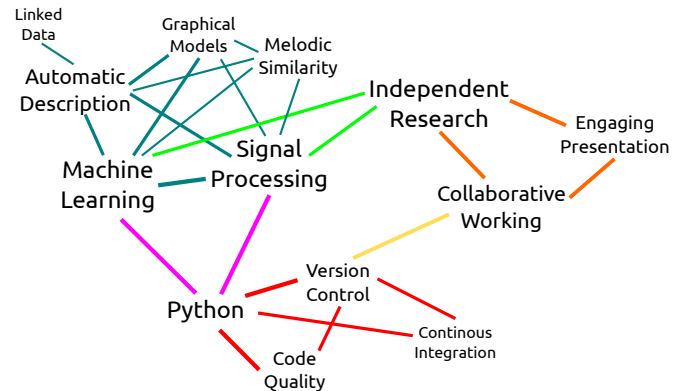 Linked
Data
Graphical
Models
Melodic
Similarity
Automatic
Description
Independent
Research
Engaging
Presentation
Machine
Learning
Signal
Processing
Collaborative
Working
Version
Control
Python
Continous
Integration
Code
Quality